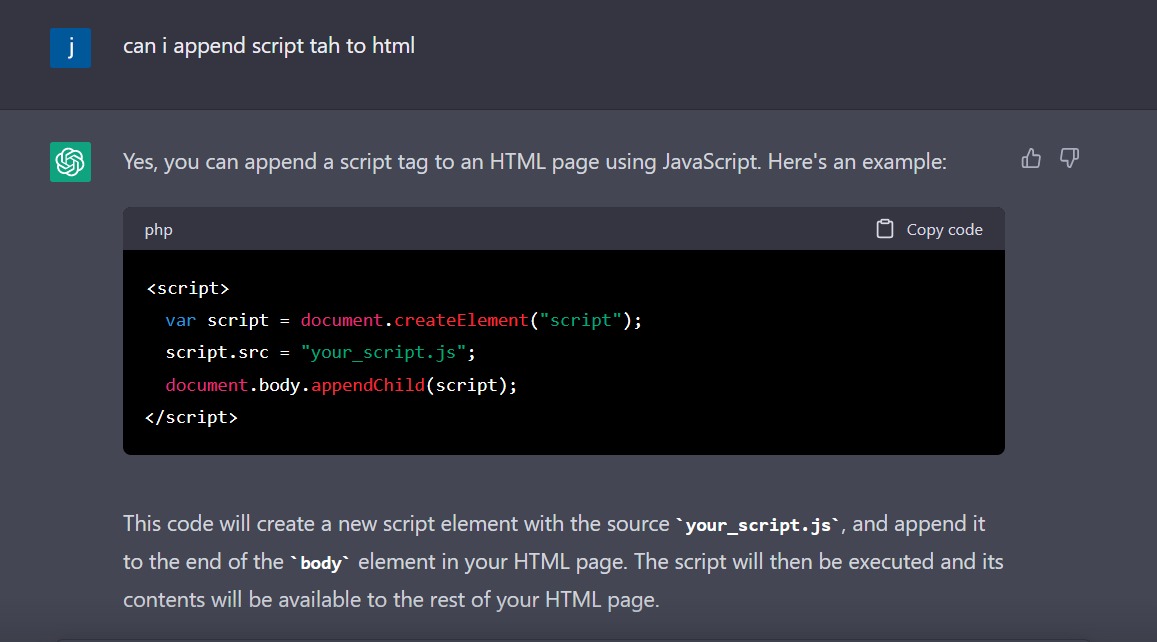 j
can i append script tah to html
Yes, you can append a script tag to an HTML page using JavaScript. Here's an example:
php
Copy code
<script>
  var script = document.createElement("script");
  script.src = "your_script.js";
  document.body.appendChild(script);
</script>
This code will create a new script element with the source `your_script.js`, and append it
to the end of the `body` element in your HTML page. The script will then be executed and its
contents will be available to the rest of your HTML page.